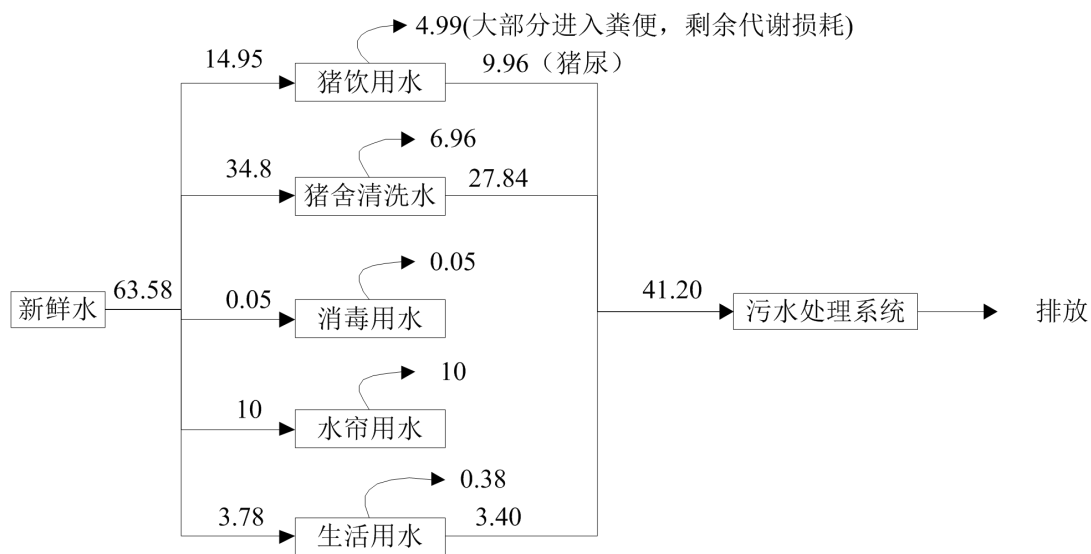 4.99(大部分进入粪便，剩余代谢损耗)
14.95
猪饮用水
9.96（猪尿）
6.96
34.8
猪舍清洗水
27.84
0.05
新鲜水
63.58
0.05
消毒用水
41.20
污水处理系统
排放
10
10
水帘用水
0.38
3.78
生活用水
3.40